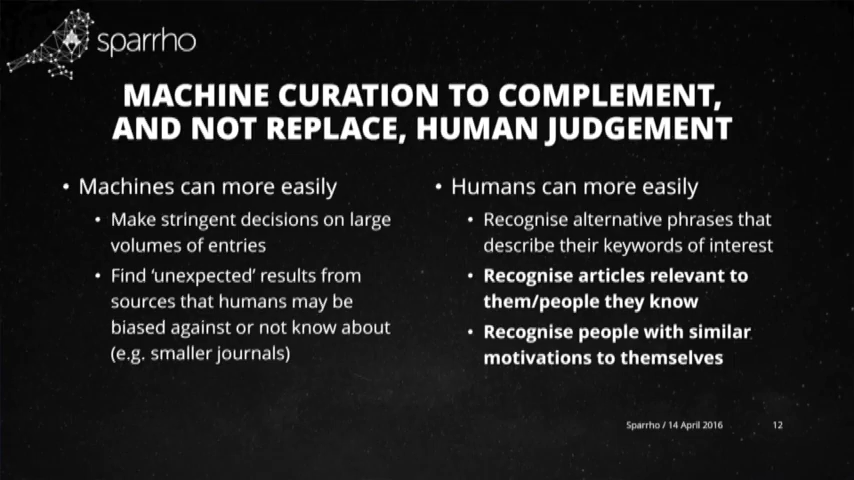 sparrho
MACHINE CURATION TO COMPLEMENT,
AND NOT REPLACE, HUMAN JUDGEMENT
• Machines can more easily
• Make stringent decisions on large
volumes of entries
• Find ‘unexpected’ results from
sources that humans may be
biased against or not know about
(e.g. smaller journals)
• Humans can more easily
• Recognise alternative phrases that
describe their keywords of interest
• Recognise articles relevant to
them/people they know
• Recognise people with similar
motivations to themselves
Sparrho / 14 April 2016 12